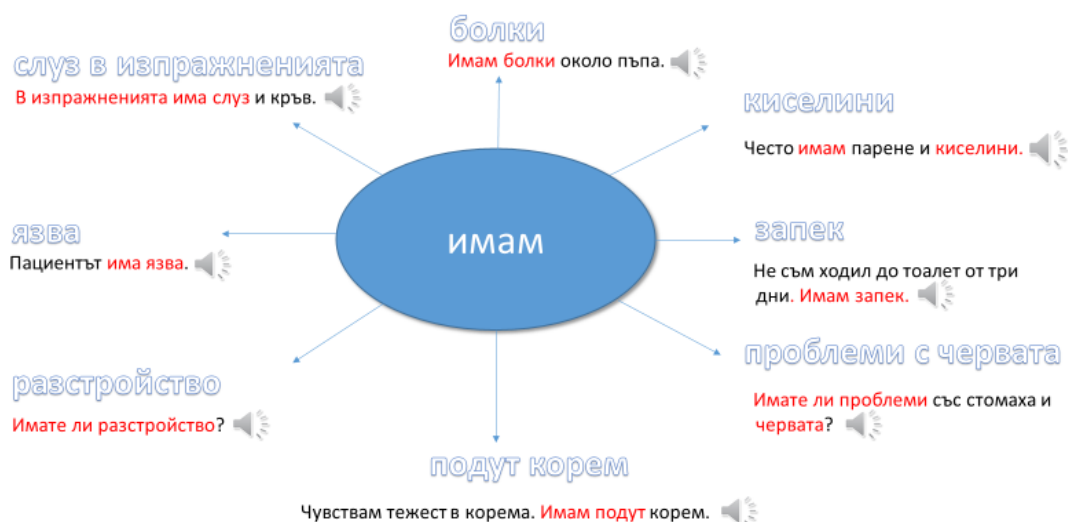 болки
Имам болки около пъпа.
слуз в изпражненията
В изпражненията има слуз и кръв.
киселини
Често имам парене и киселини.
имам
язва
Пациентът има язва.
запек
Не съм ходил до тоалет от три
дни. Имам запек.
проблеми с червата
Имате ли проблеми със стомаха и
червата?
разстройство
Имате ли разстройство?
подут корем
Чувствам тежест в корема. Имам подут корем.